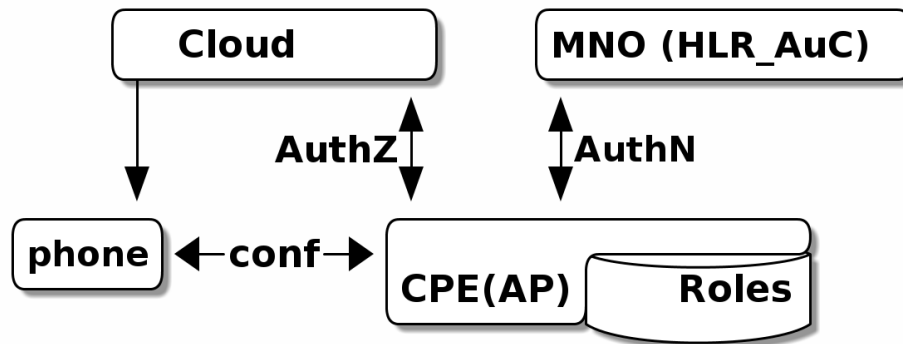 Cloud
MNO (HLR_AuC)
AuthZ
AuthN
phone
conf
CPE(AP)
Roles